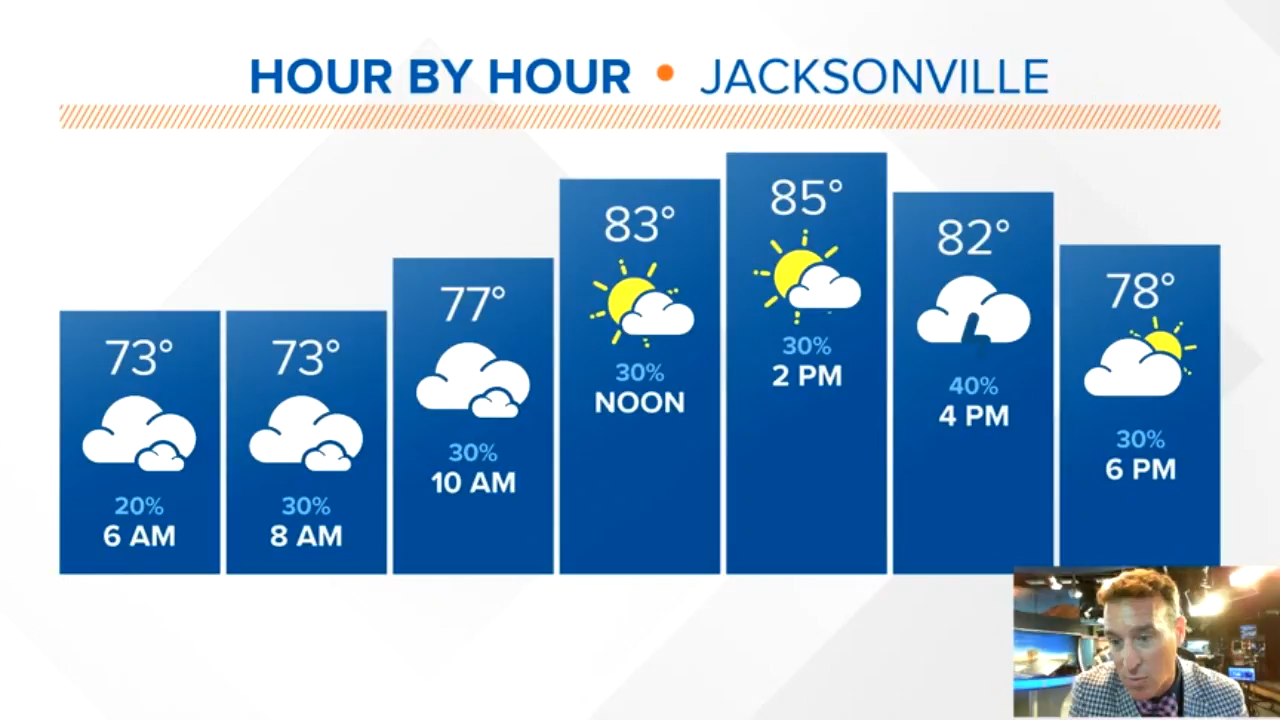 HOUR BY HOUR • JACKSONVILLE
73°
20%
6 AM
73°
30%
8 AM
77°
30%
10 AM
83°
30%
NOON
85°
30%
2 PM
82°
40%
4 PM
78°
30%
6 PM